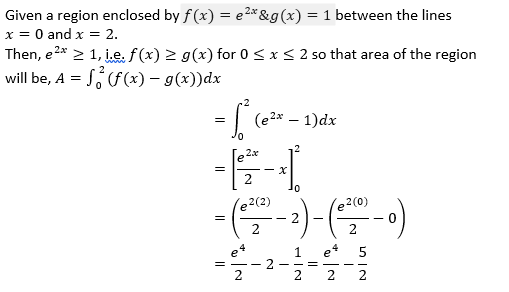 Given a region enclosed by f(x) = e^{2x}&g(x) = 1 between the lines
x = 0 and x = 2.
Then, e^{2x} ≥ 1, i.e. f(x) ≥ g(x) for 0 ≤ x ≤ 2 so that area of the region
will be, A = ∫_0^2 (f(x) − g(x))dx
= ∫_0^2 (e^{2x} − 1)dx
= [e^{2x}/2 − x]_0^2
= (e^{2(2)}/2 − 2) − (e^{2(0)}/2 − 0)
= e^4/2 − 2 − 1/2 = e^4/2 − 5/2